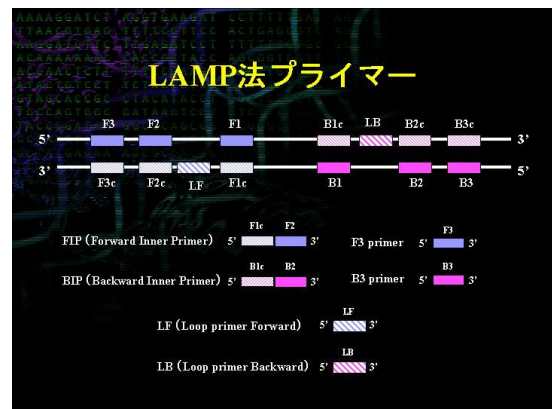 LAMP法プライマー
F3 F2 F1 B1c LB B2c B3c
5' 3'
3' 5'
F3c F2c LF F1c B1 B2 B3
F1c F2 F3
FIP (Forward Inner Primer) 5' 3' F3 primer 5' 3'
B1c B2 B3
BIP (Backward Inner Primer) 5' 3' B3 primer 5' 3'
LF
LF (Loop primer Forward) 5' 3'
LB
LB (Loop primer Backward) 5' 3'